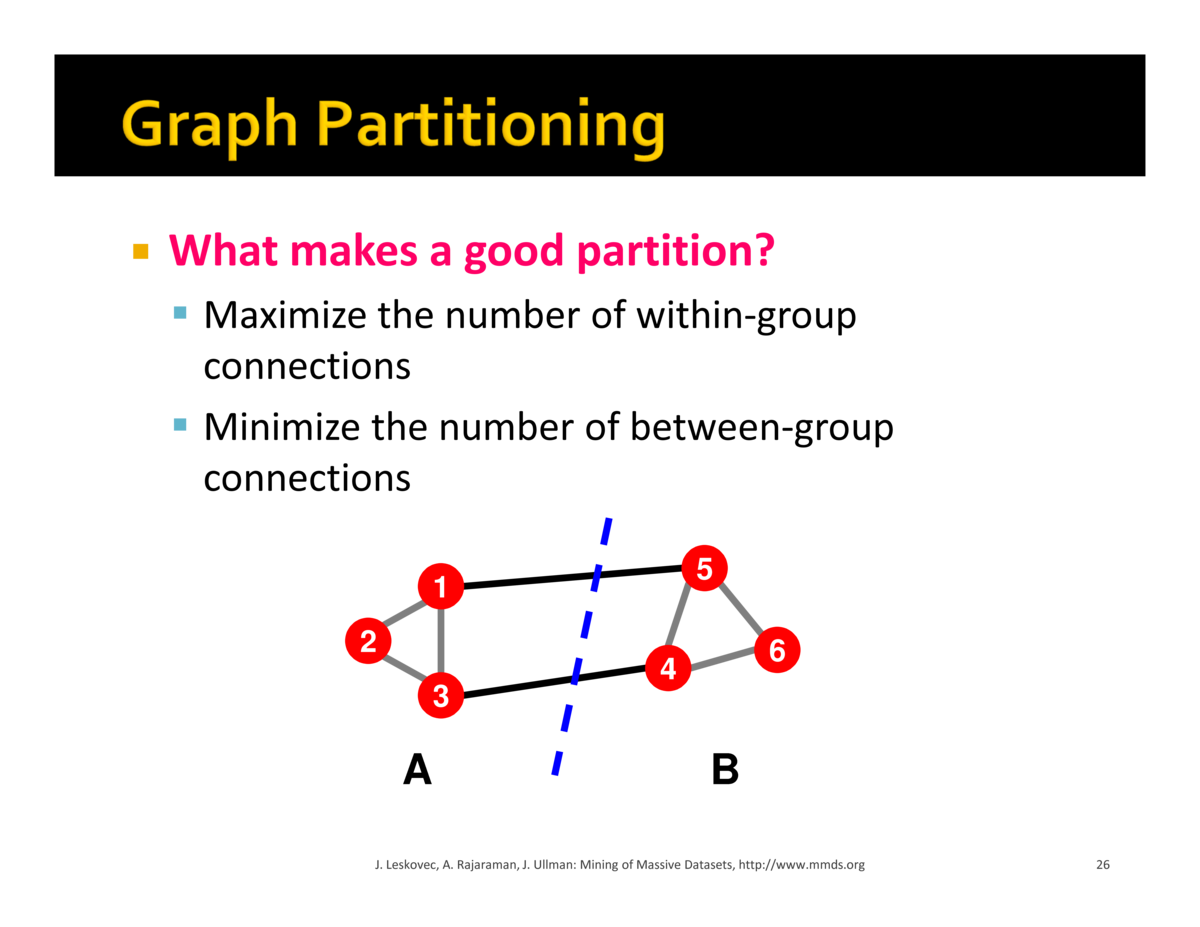 Graph Partitioning
What makes a good partition?
Maximize the number of within-group
connections
Minimize the number of between-group
connections
1
5
2
6
4
3
A
B
J. Leskovec, A. Rajaraman, J. Ullman: Mining of Massive Datasets, http://www.mmds.org
26